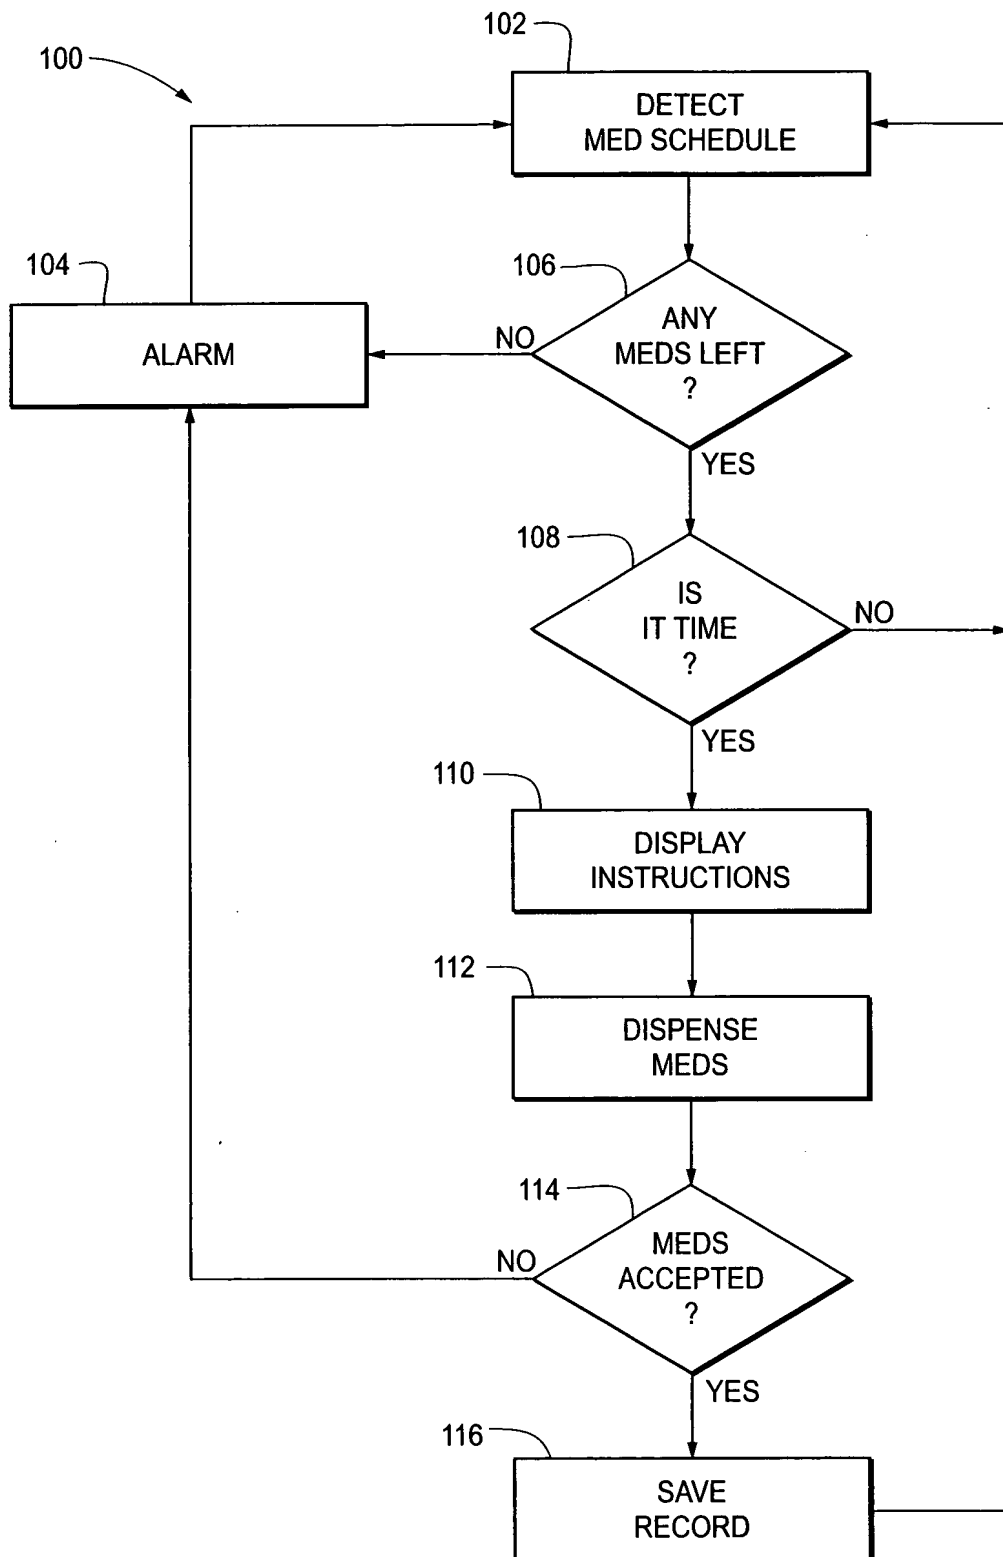 100
102
DETECT
MED SCHEDULE
104
ALARM
106
ANY
MEDS LEFT
?
NO
YES
108
IS
IT TIME
?
NO
YES
110
DISPLAY
INSTRUCTIONS
112
DISPENSE
MEDS
114
MEDS
ACCEPTED
?
NO
YES
116
SAVE
RECORD